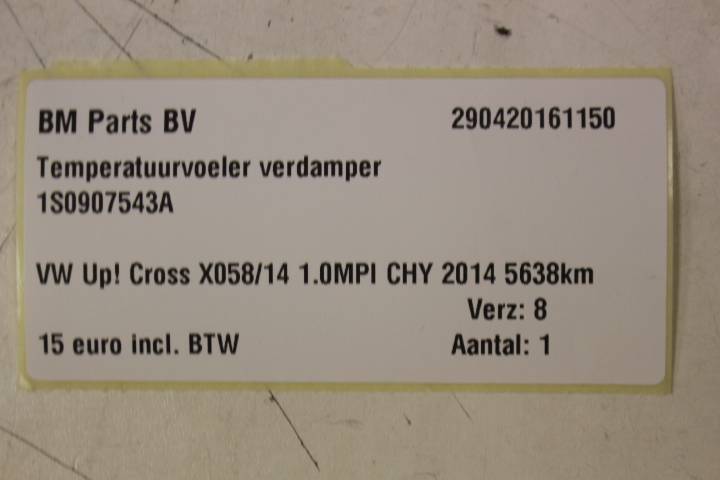 BM Parts BV 290420161150
Temperatuurvoeler verdamper
1S0907543A
VW Up! Cross X058/14 1.0MPI CHY 2014 5638km
Verz: 8
15 euro incl. BTW Aantal: 1